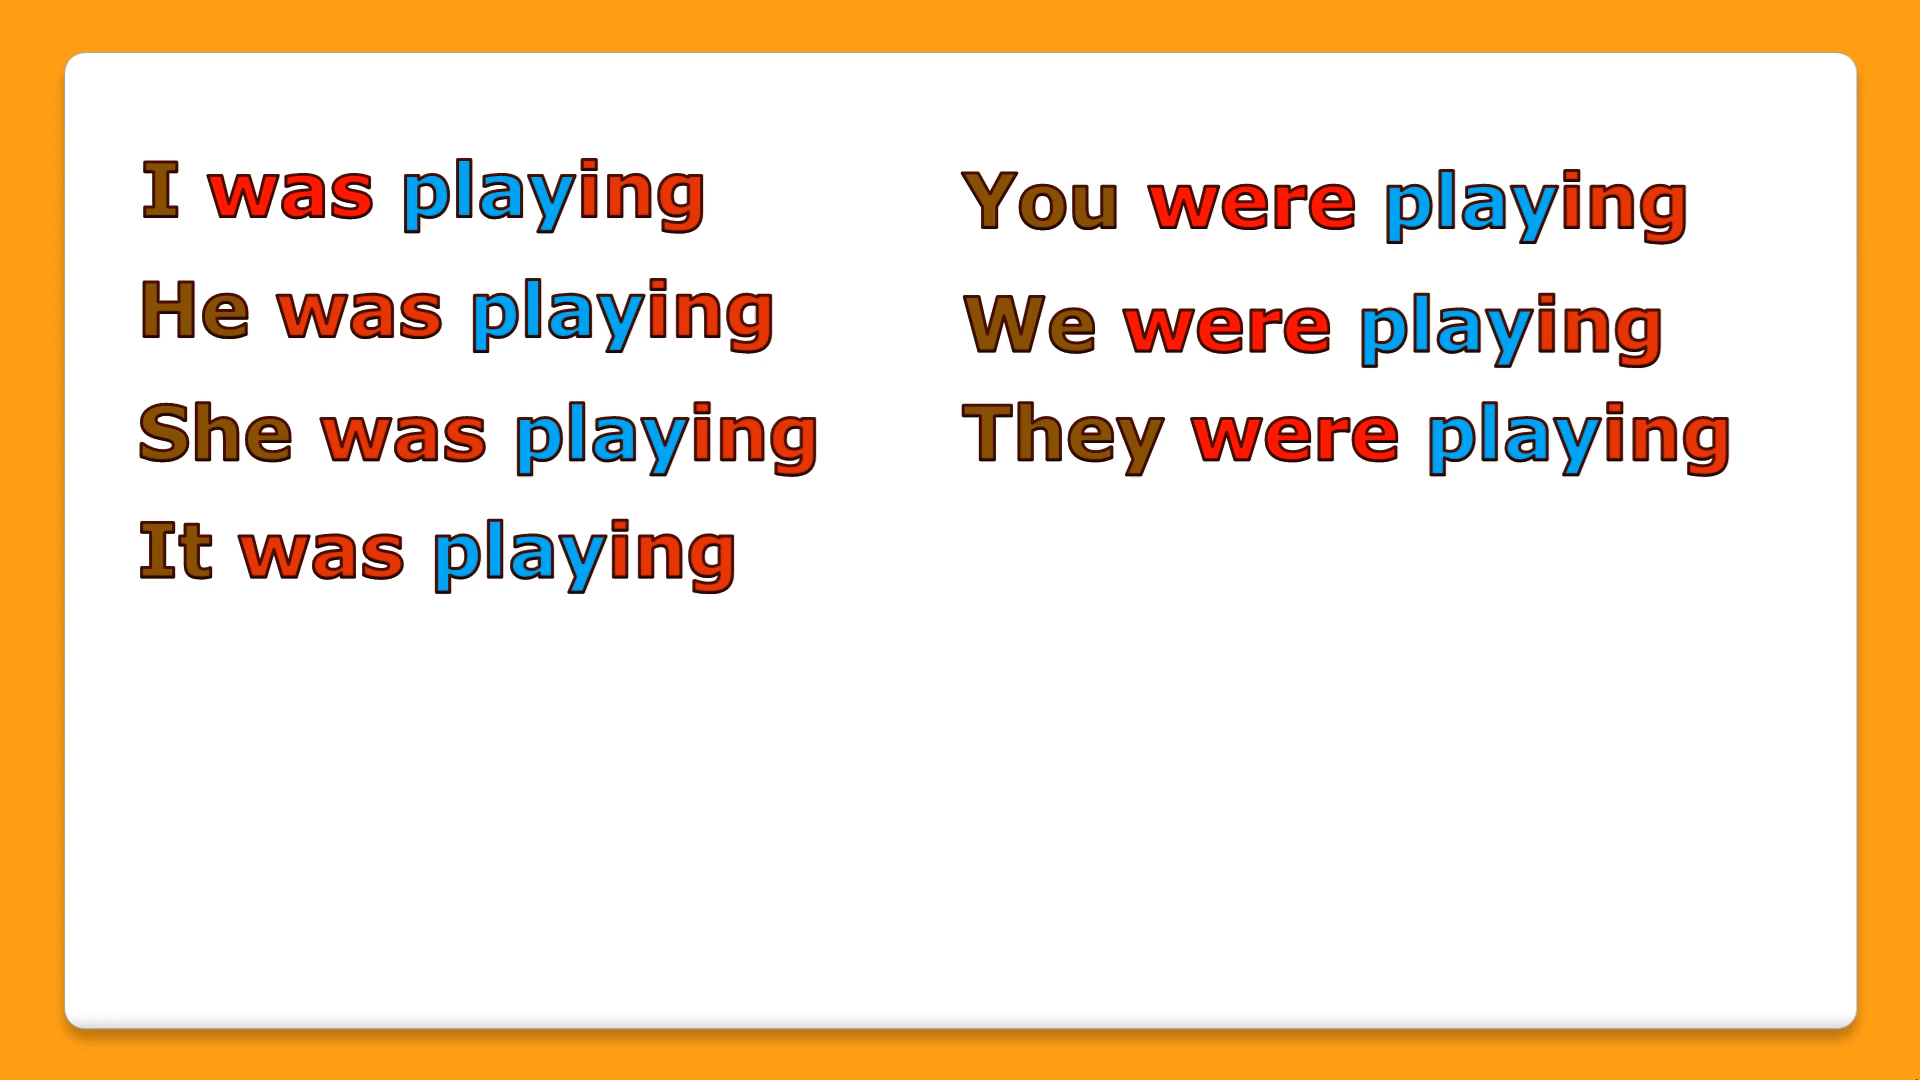 I was playing
He was playing
She was playing
It was playing
You were playing
We were playing
They were playing